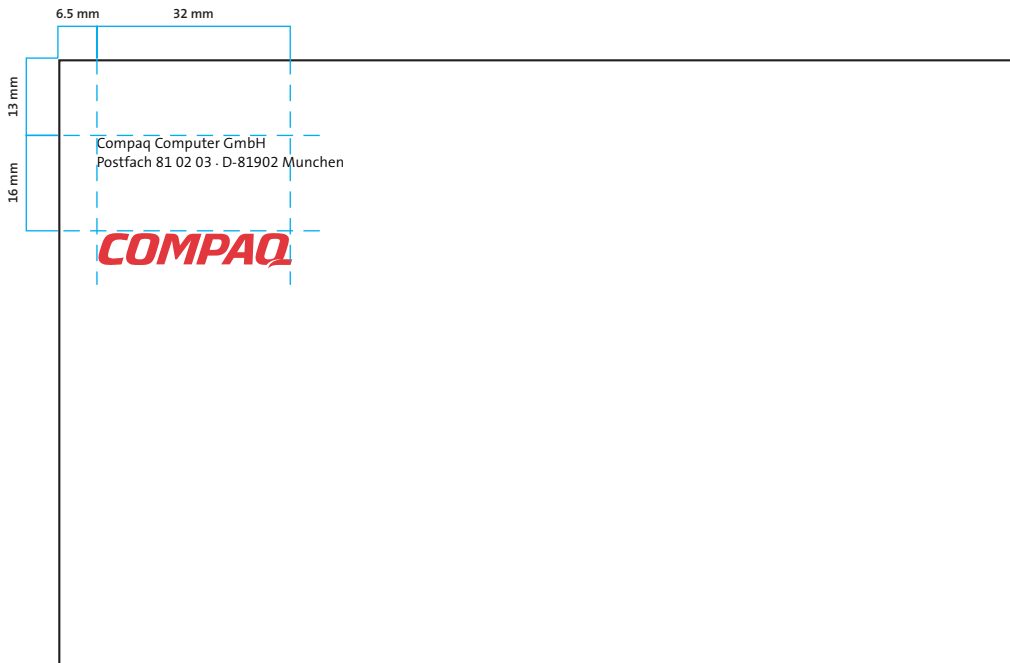 6.5 mm 32 mm
13 mm
Compaq Computer GmbH
Postfach 81 02 03 · D-81902 Munchen
16 mm
COMPAQ